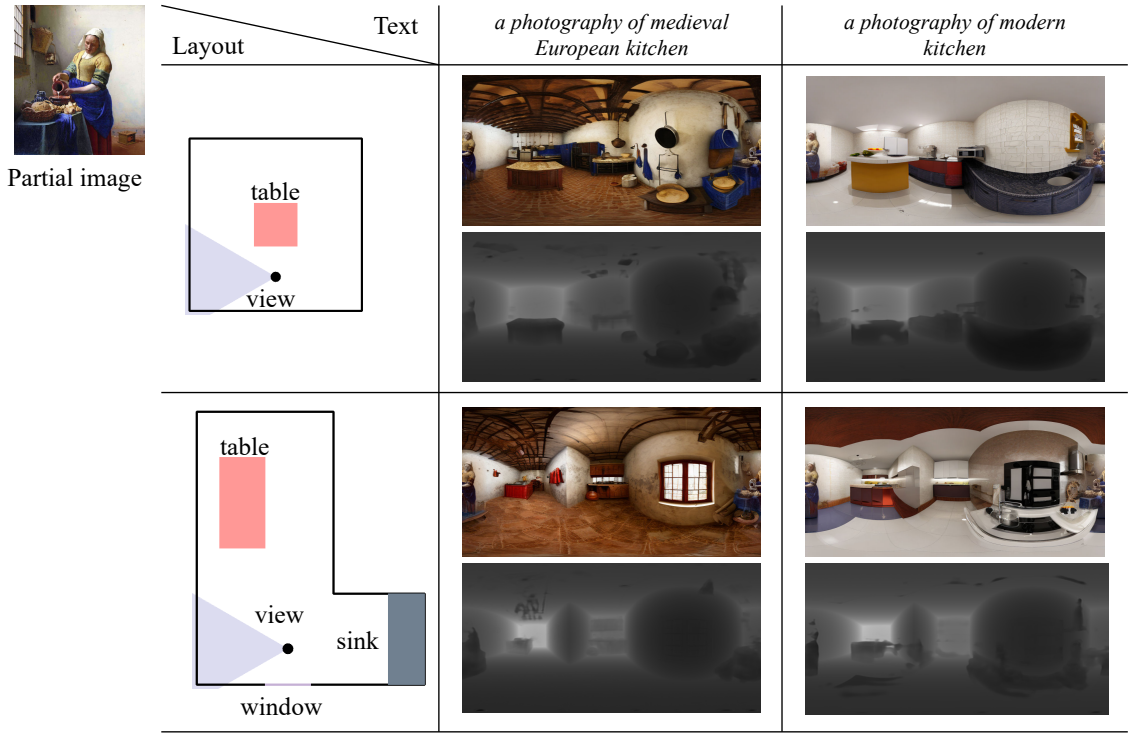 Text
Layout
a photography of medieval
European kitchen
a photography of modern
kitchen
Partial image
table
view
table
view
sink
window